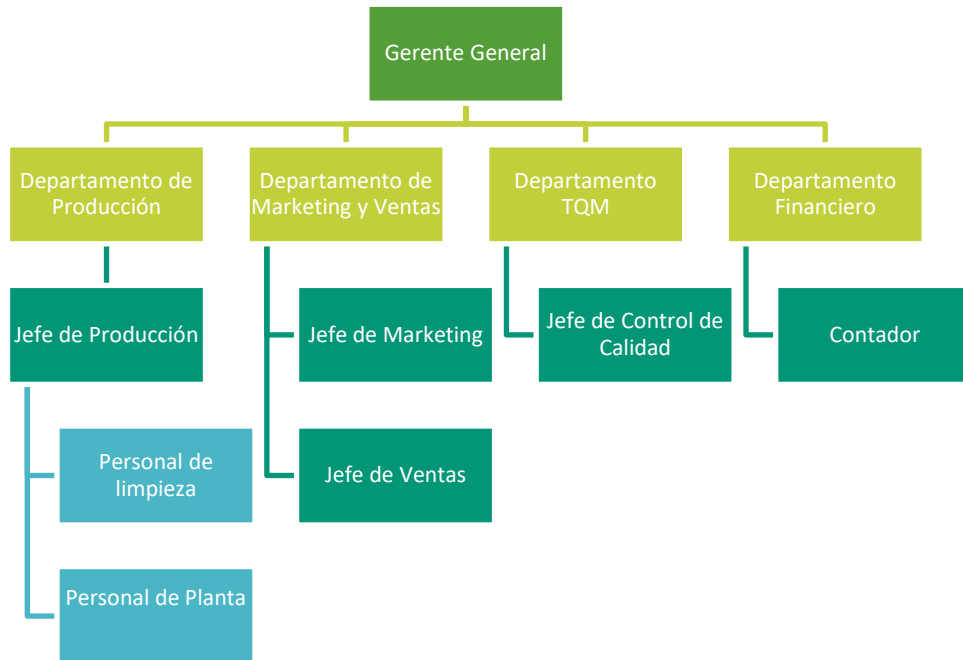 Gerente General
Departamento de
Producción
Departamento de
Marketing y Ventas
Departamento
TQM
Departamento
Financiero
Jefe de Producción
Jefe de Marketing
Jefe de Control de
Calidad
Contador
Personal de
limpieza
Jefe de Ventas
Personal de Planta